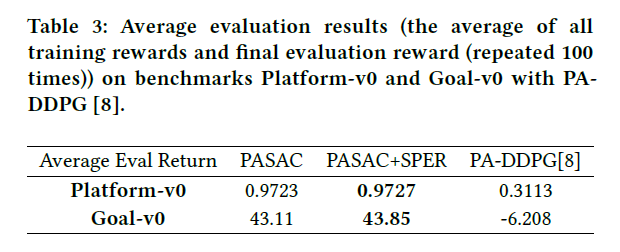 Table 3: Average evaluation results (the average of all
training rewards and final evaluation reward (repeated 100
times)) on benchmarks Platform-v0 and Goal-v0 with PA-
DDPG [8].
Average Eval Return PASAC PASAC+SPER PA-DDPG[8]
Platform-v0 0.9723 0.9727 0.3113
Goal-v0 43.11 43.85 -6.208